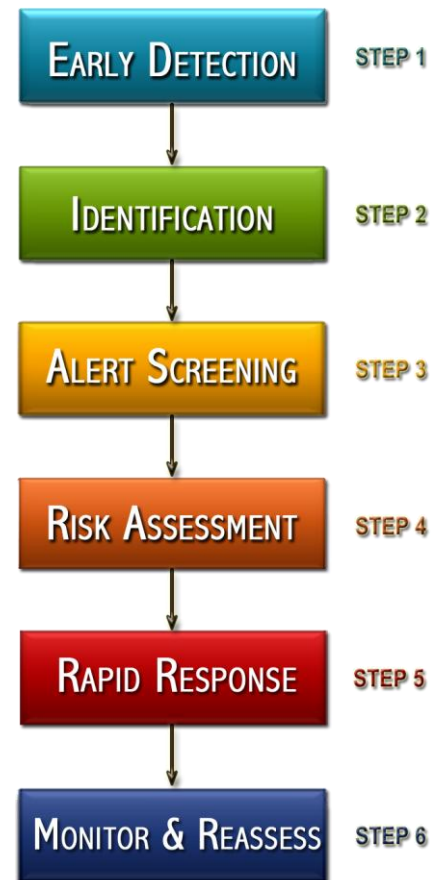 EARLY DETECTION STEP 1
IDENTIFICATION STEP 2
ALERT SCREENING STEP 3
RISK ASSESSMENT STEP 4
RAPID RESPONSE STEP 5
MONITOR & REASSESS STEP 6